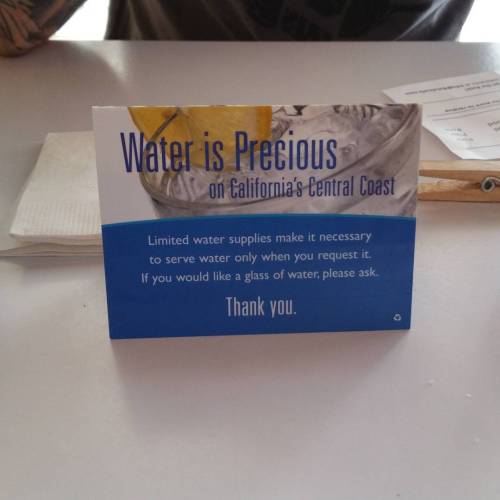 Water is Precious
on California's Central Coast
Limited water supplies make it necessary
to serve water only when you request it.
If you would like a glass of water, please ask.
Thank you.